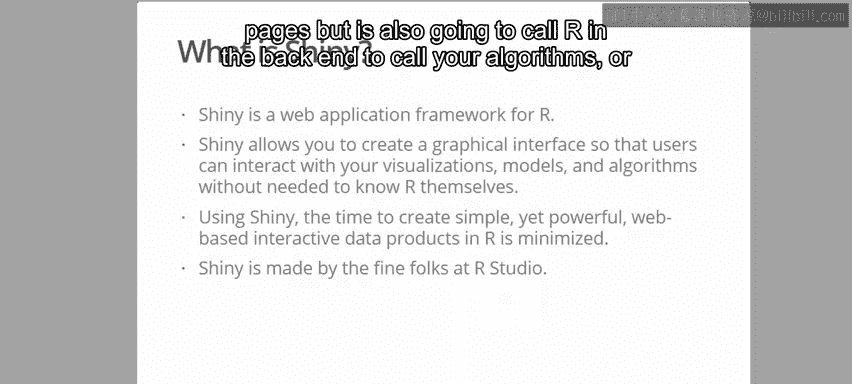 pages but is also going to call R in
the back end to call your algorithms, or
What is Shiny?
· Shiny is a web application framework for R.
· Shiny allows you to create a graphical interface so that users
can interact with your visualizations, models, and algorithms
without needed to know R themselves.
· Using Shiny, the time to create simple, yet powerful, web-
based interactive data products in R is minimized.
· Shiny is made by the fine folks at R Studio.